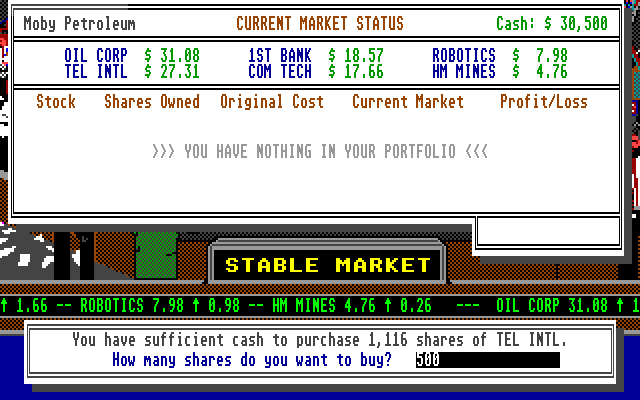 Moby Petroleum CURRENT MARKET STATUS Cash: $ 30,500
OIL CORP $ 31.08 1ST BANK $ 18.57 ROBOTICS $ 7.98
TEL INTL $ 27.31 COM TECH $ 17.66 HM MINES $ 4.76
Stock Shares Owned Original Cost Current Market Profit/Loss
>>> YOU HAVE NOTHING IN YOUR PORTFOLIO <<<
STABLE MARKET
↑ 1.66 -- ROBOTICS 7.98 ↑ 0.98 -- HM MINES 4.76 ↑ 0.26 --- OIL CORP 31.08 ↑ 1
You have sufficient cash to purchase 1,116 shares of TEL INTL.
How many shares do you want to buy? 500